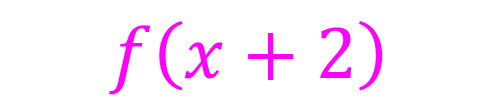 f(x + 2)